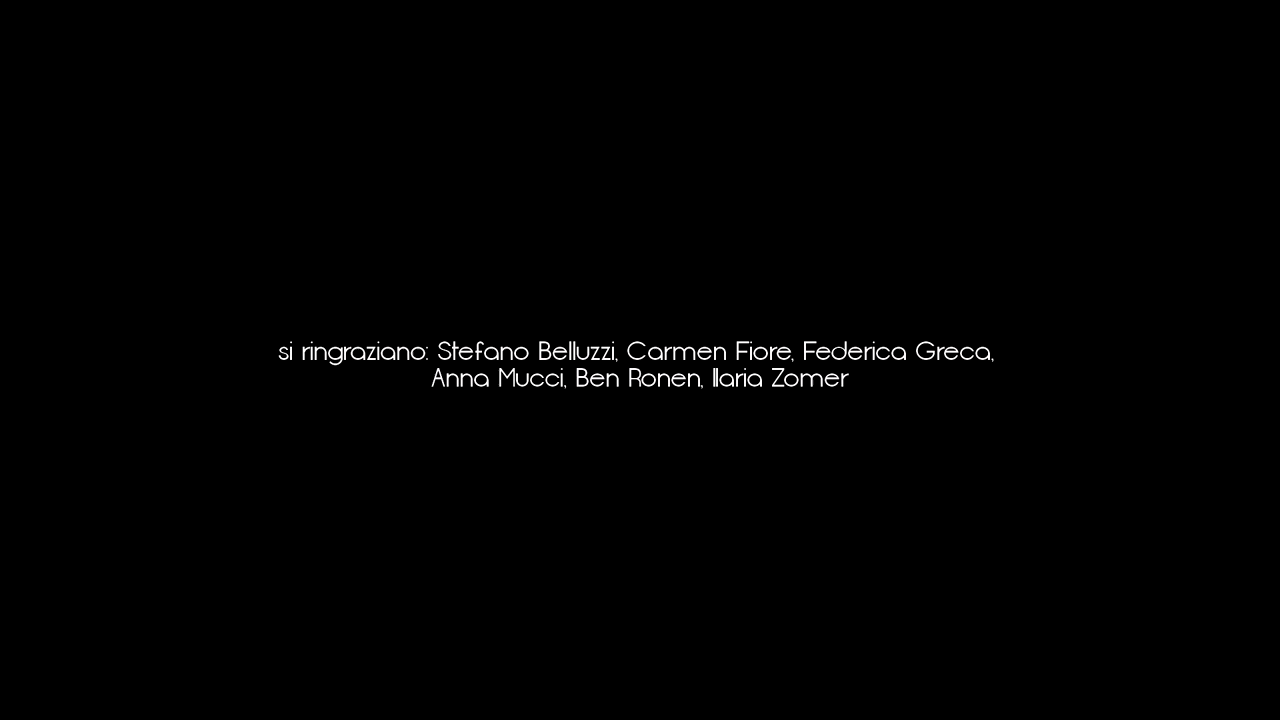 si ringraziano: Stefano Belluzzi, Carmen Fiore, Federica Greca,
Anna Mucci, Ben Ronen, Ilaria Zomer